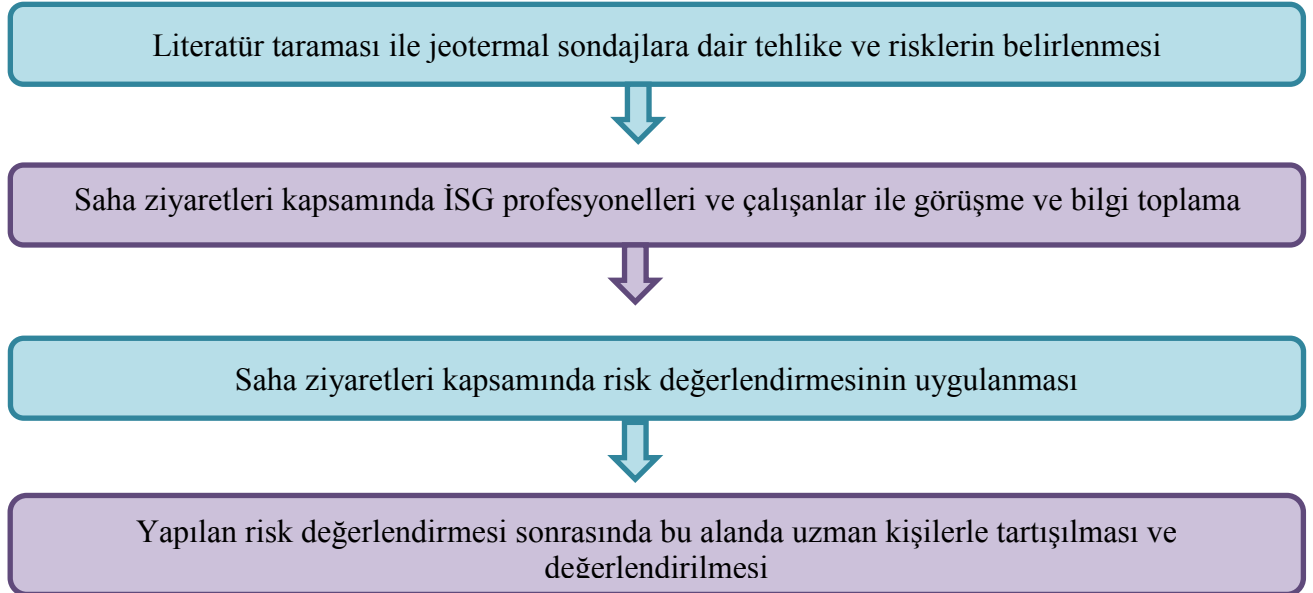 Literatür taraması ile jeotermal sondajlara dair tehlike ve risklerin belirlenmesi
Saha ziyaretleri kapsamında İSG profesyonelleri ve çalışanlar ile görüşme ve bilgi toplama
Saha ziyaretleri kapsamında risk değerlendirmesinin uygulanması
Yapılan risk değerlendirmesi sonrasında bu alanda uzman kişilerle tartışılması ve
değerlendirilmesi